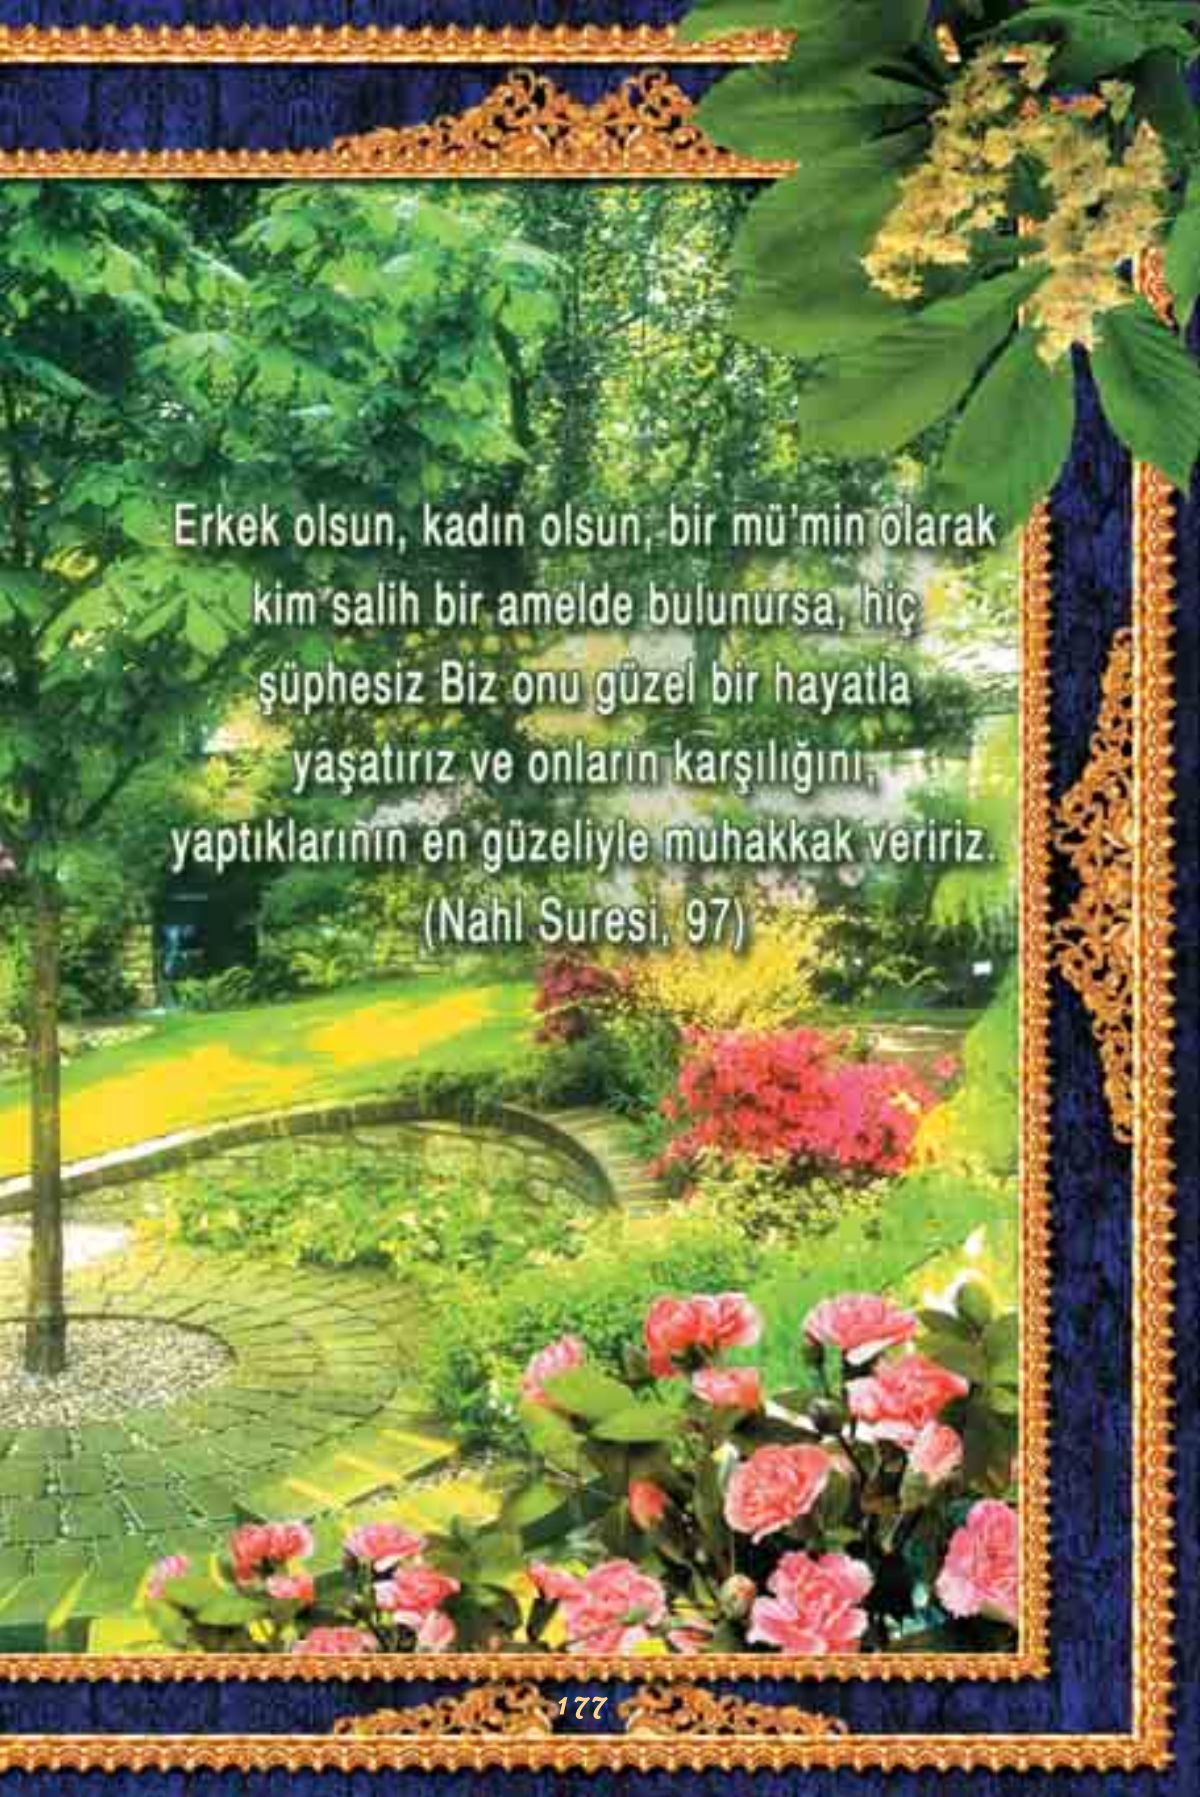 Erkek olsun, kadın olsun, bir mü'min olarak
kim salih bir amelde bulunursa, hiç
şüphesiz Biz onu güzel bir hayatla
yaşatırız ve onların karşılığını,
yaptıklarının en güzeliyle muhakkak veririz.
(Nahl Suresi, 97)
177